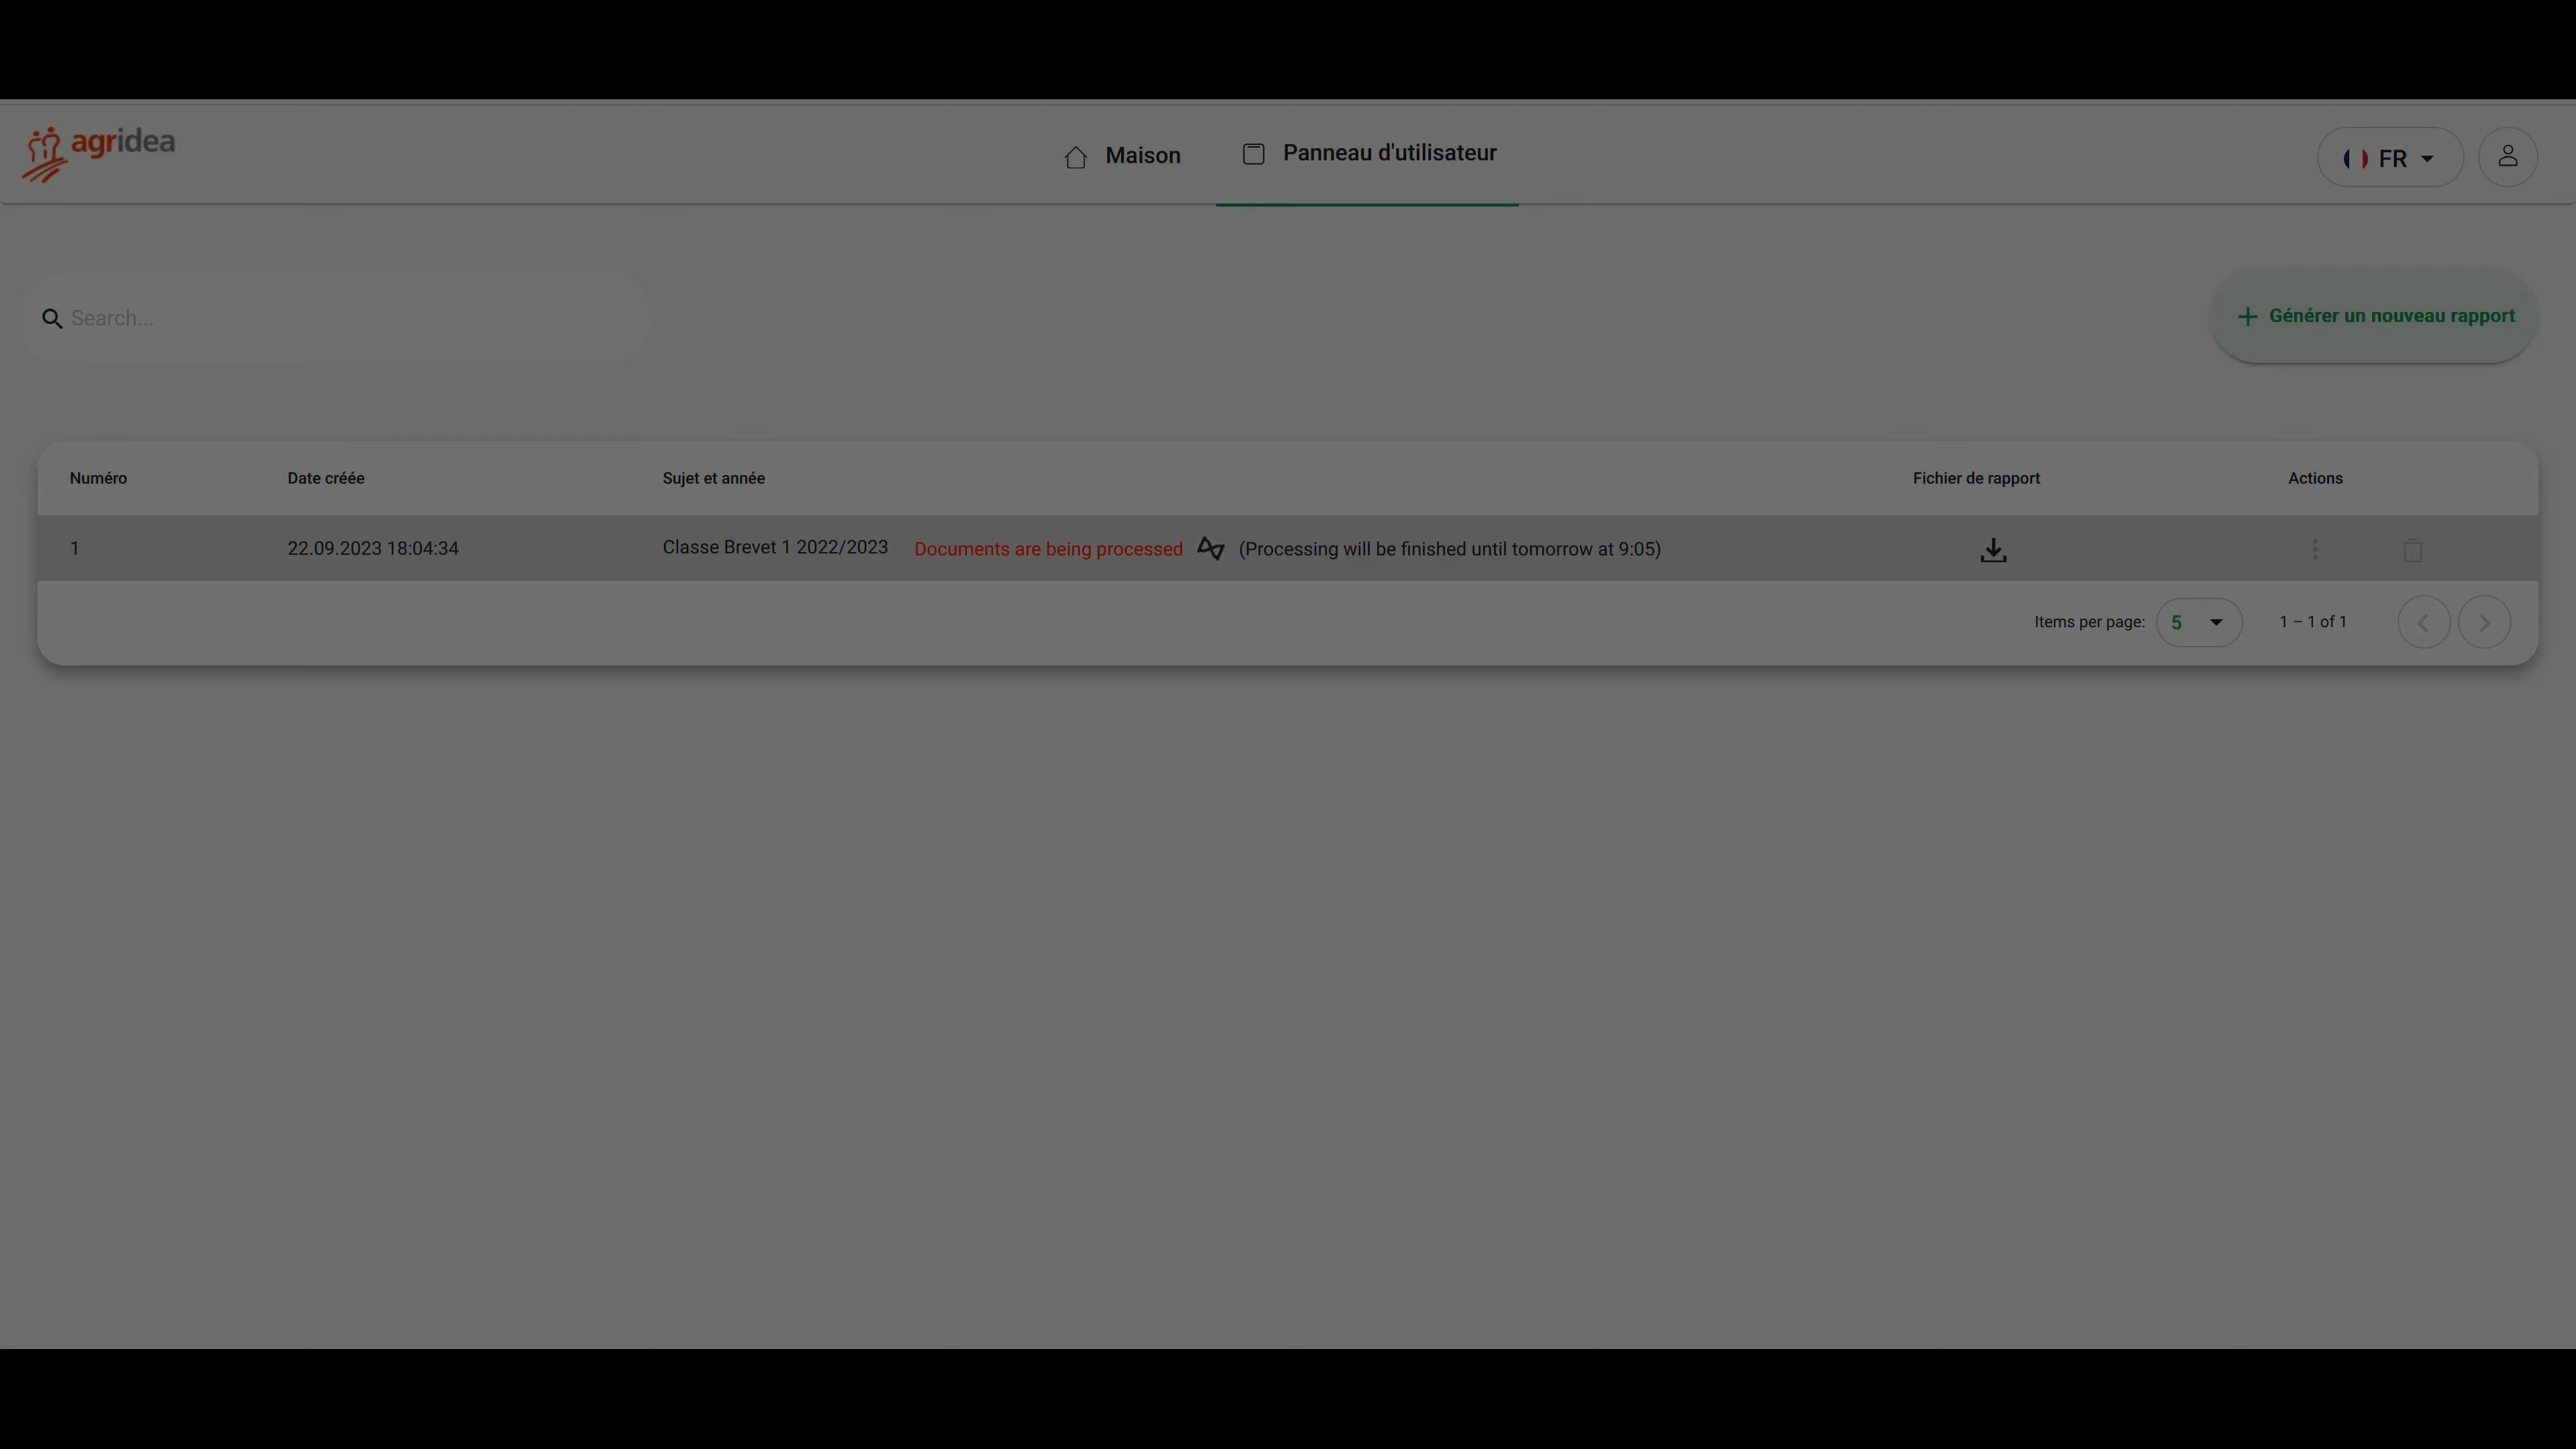 agridea
Maison
Panneau d'utilisateur
FR
Search...
Générer un nouveau rapport
Numéro Date créée Sujet et année Fichier de rapport Actions
1 22.09.2023 18:04:34 Classe Brevet 1 2022/2023 Documents are being processed (Processing will be finished until tomorrow at 9:05)
Items per page: 5 1 – 1 of 1